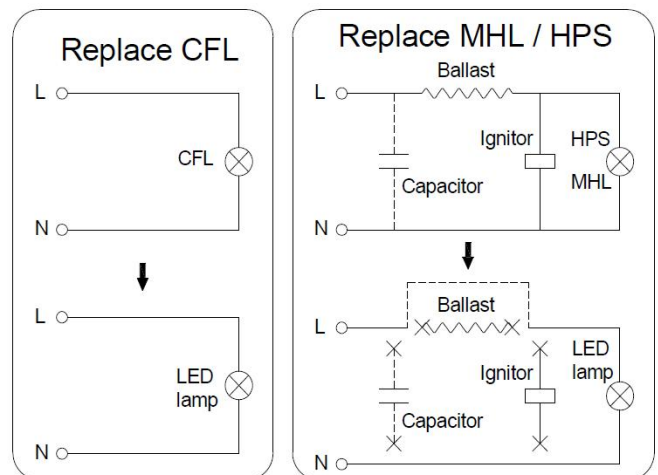 Replace CFL
L
CFL
N
L
LED
lamp
N
Replace MHL / HPS
Ballast
L
Ignitor
HPS
MHL
Capacitor
N
Ballast
L
LED
lamp
Ignitor
Capacitor
N